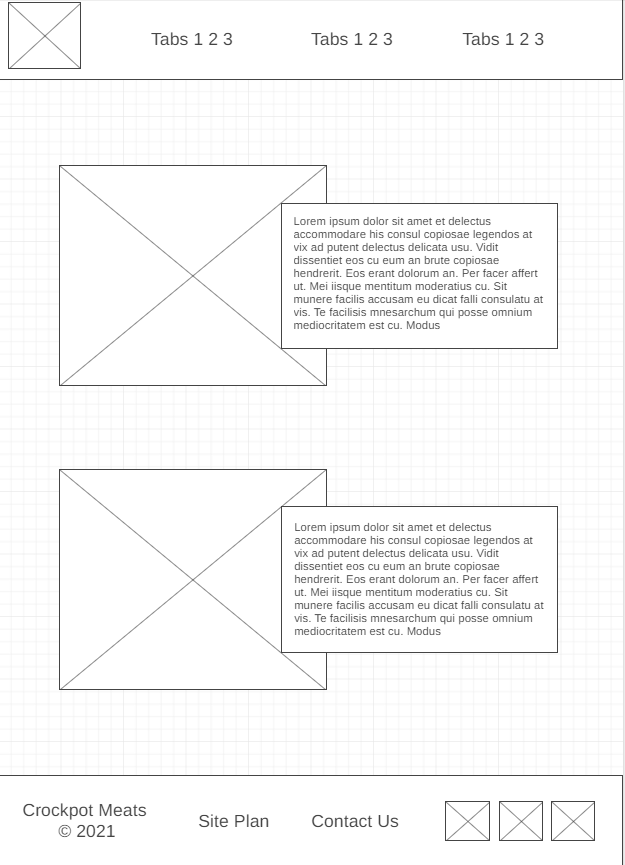 Tabs 1 2 3 Tabs 1 2 3 Tabs 1 2 3
Lorem ipsum dolor sit amet et delectus
accommodare his consul copiosae legendos at
vix ad putent delectus delicata usu. Vidit
dissentiet eos cu eum an brute copiosae
hendrerit. Eos erant dolorum an. Per facer affert
ut. Mei iisque mentitum moderatius cu. Sit
munere facilis accusam eu dicat falli consulatu at
vis. Te facilisis mnesarchum qui posse omnium
mediocritatem est cu. Modus
Lorem ipsum dolor sit amet et delectus
accommodare his consul copiosae legendos at
vix ad putent delectus delicata usu. Vidit
dissentiet eos cu eum an brute copiosae
hendrerit. Eos erant dolorum an. Per facer affert
ut. Mei iisque mentitum moderatius cu. Sit
munere facilis accusam eu dicat falli consulatu at
vis. Te facilisis mnesarchum qui posse omnium
mediocritatem est cu. Modus
Crockpot Meats
© 2021
Site Plan
Contact Us